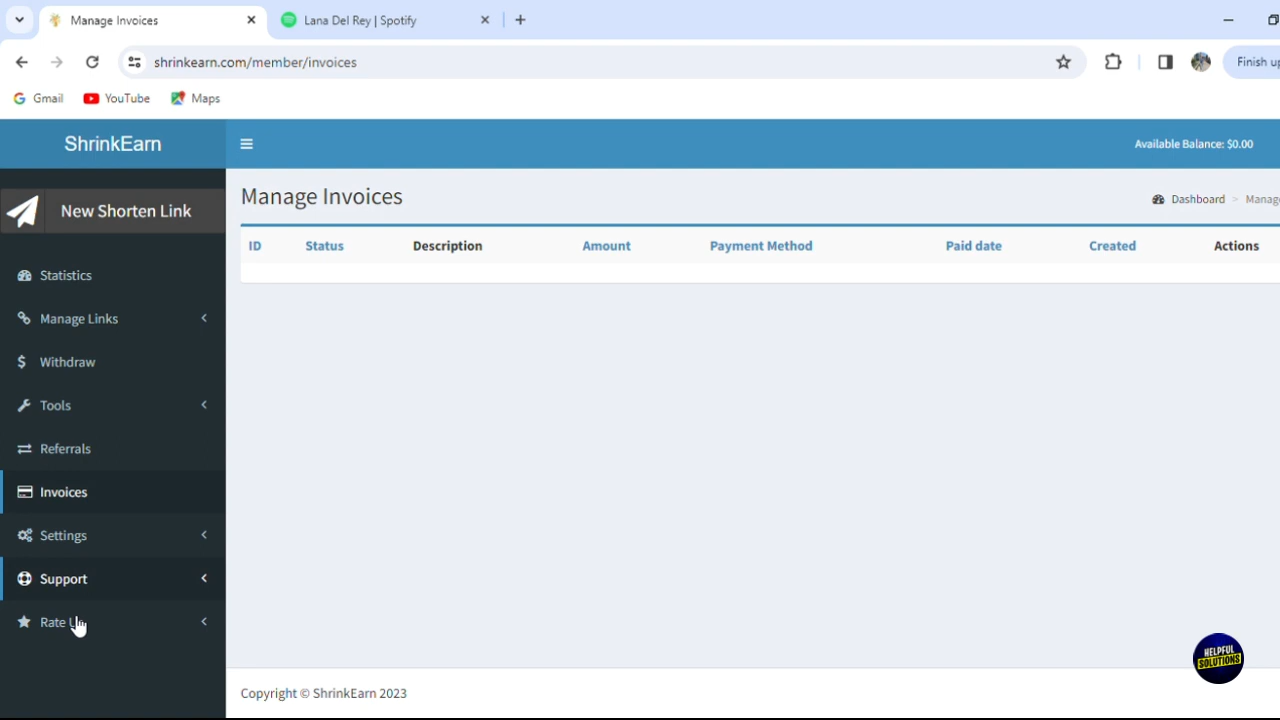 Manage Invoices
Lana Del Rey | Spotify
shrinkearn.com/member/invoices
Finish
Gmail YouTube Maps
ShrinkEarn
Available Balance: $0.00
New Shorten Link
Manage Invoices
Dashboard >
ID Status Description Amount Payment Method Paid date Created Actions
Statistics
Manage Links
$ Withdraw
Tools
Referrals
Invoices
Settings
Support
Rate
HELPFUL
SOLUTIONS
Copyright © ShrinkEarn 2023